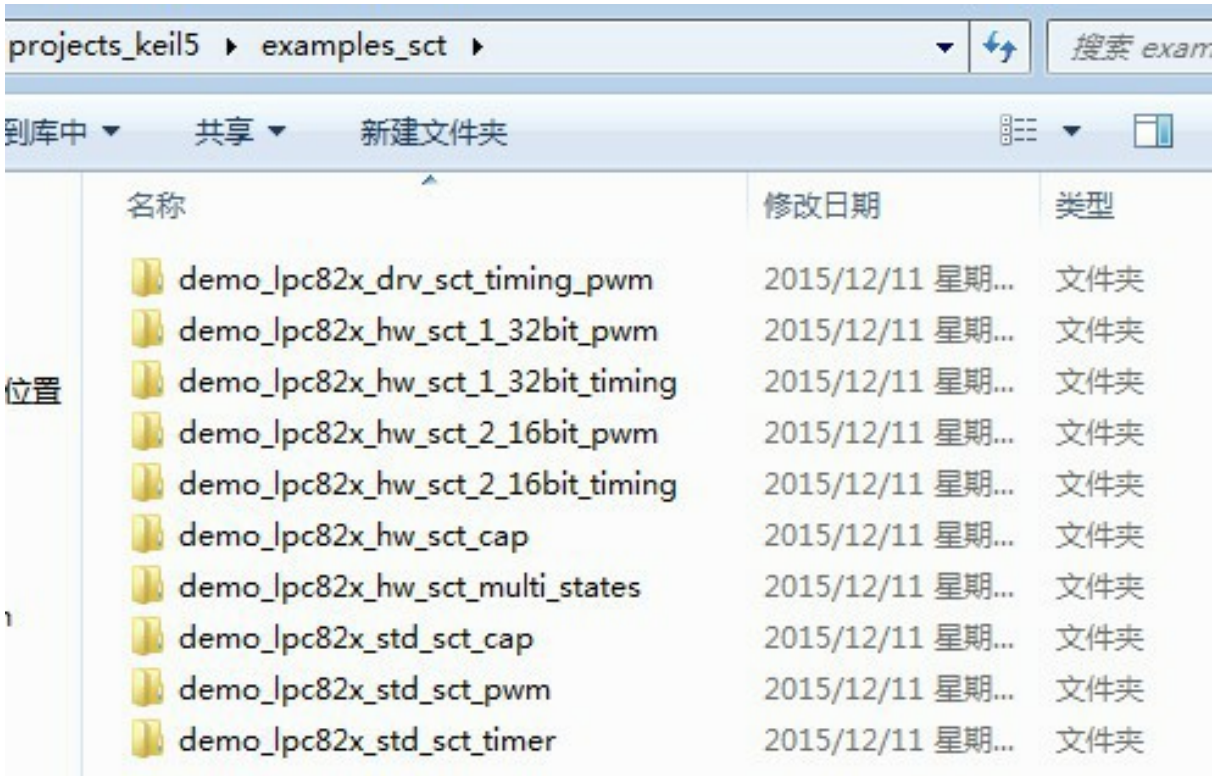 projects_keil5 examples_sct 搜索 exam
到库中 共享 新建文件夹
名称 修改日期 类型
demo_lpc82x_drv_sct_timing_pwm 2015/12/11 星期... 文件夹
demo_lpc82x_hw_sct_1_32bit_pwm 2015/12/11 星期... 文件夹
位置 demo_lpc82x_hw_sct_1_32bit_timing 2015/12/11 星期... 文件夹
demo_lpc82x_hw_sct_2_16bit_pwm 2015/12/11 星期... 文件夹
demo_lpc82x_hw_sct_2_16bit_timing 2015/12/11 星期... 文件夹
demo_lpc82x_hw_sct_cap 2015/12/11 星期... 文件夹
demo_lpc82x_hw_sct_multi_states 2015/12/11 星期... 文件夹
demo_lpc82x_std_sct_cap 2015/12/11 星期... 文件夹
demo_lpc82x_std_sct_pwm 2015/12/11 星期... 文件夹
demo_lpc82x_std_sct_timer 2015/12/11 星期... 文件夹